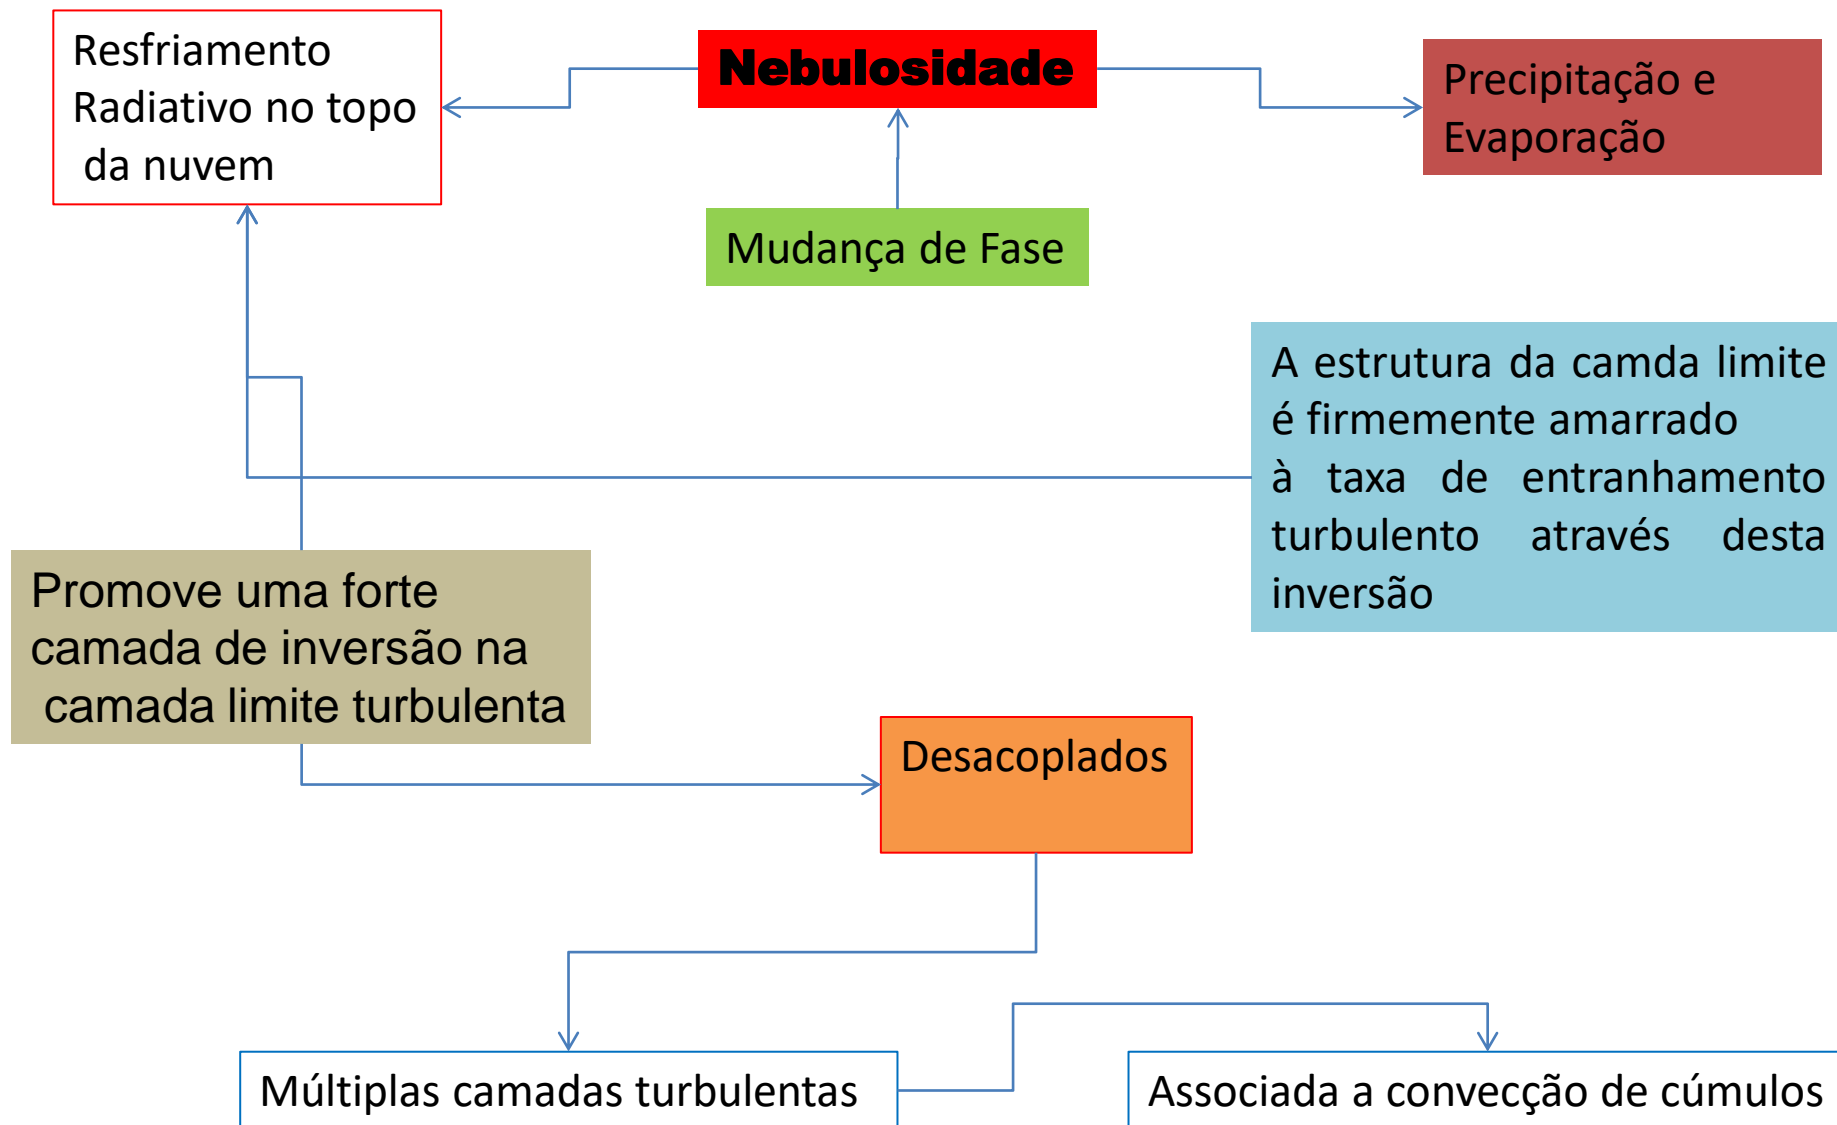 Resfriamento
Radiativo no topo
da nuvem
Nebulosidade
Precipitação e
Evaporação
Mudança de Fase
A estrutura da camda limite
é firmemente amarrado
à taxa de entranhamento
turbulento através desta
inversão
Promove uma forte
camada de inversão na
camada limite turbulenta
Desacoplados
Múltiplas camadas turbulentas
Associada a convecção de cúmulos